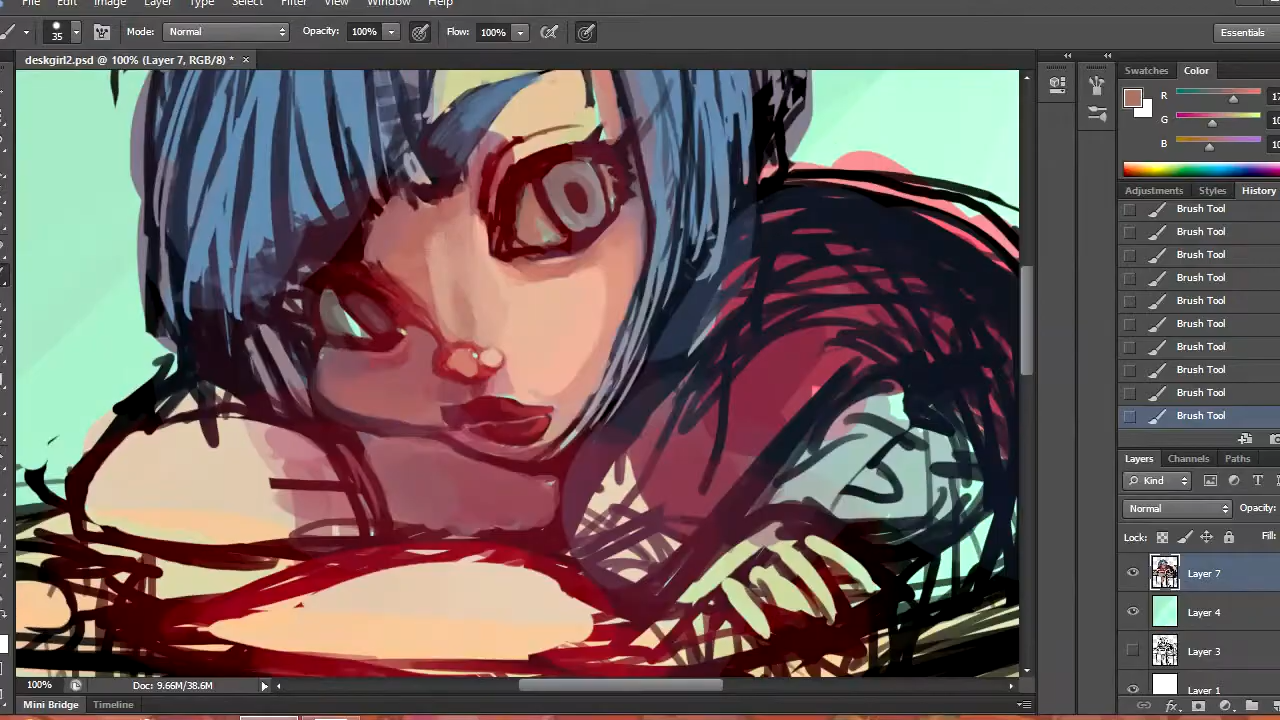 File Edit Image Layer Type Select Filter View Window Help
35 Mode: Normal Opacity: 100% Flow: 100% Essentials
deskgirl2.psd @ 100% (Layer 7, RGB/8) * ×
Swatches Color
R
G
B
Adjustments Styles History
Brush Tool
Brush Tool
Brush Tool
Brush Tool
Brush Tool
Brush Tool
Brush Tool
Brush Tool
Brush Tool
Brush Tool
Layers Channels Paths
Kind
Normal Opacity:
Lock: Fill:
Layer 7
Layer 4
Layer 3
Layer 1
100% Doc: 9.66M/38.6M
Mini Bridge Timeline